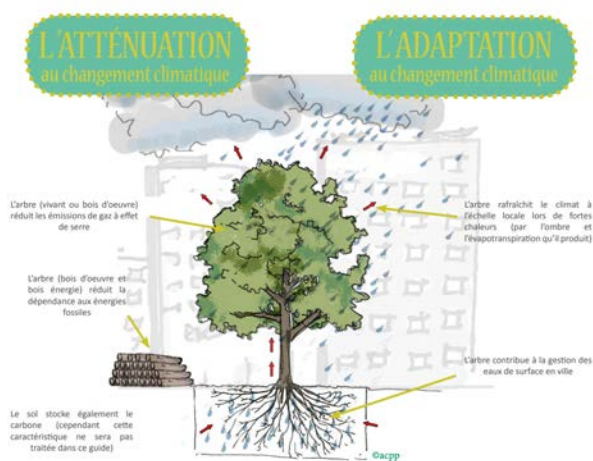 L'ATTÉNUATION
au changement climatique
L'ADAPTATION
au changement climatique
L'arbre (vivant ou bois d'oeuvre)
réduit les émissions de gaz à effet
de serre
L'arbre (bois d'oeuvre et
bois énergie) réduit la
dépendance aux énergies
fossiles
Le sol stocke également le
carbone (cependant cette
caractéristique ne sera pas
traitée dans ce guide)
L'arbre rafraîchit le climat à
l'échelle locale lors de fortes
chaleurs (par l'ombre et
l'évapotranspiration qu'il produit)
L'arbre contribue à la gestion des
eaux de surface en ville
©acpp